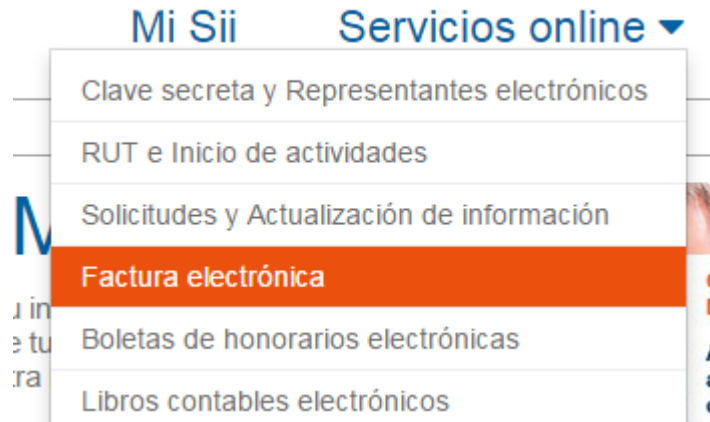 Mi Sii Servicios online
Clave secreta y Representantes electrónicos
RUT e Inicio de actividades
Solicitudes y Actualización de información
Factura electrónica
Boletas de honorarios electrónicas
Libros contables electrónicos